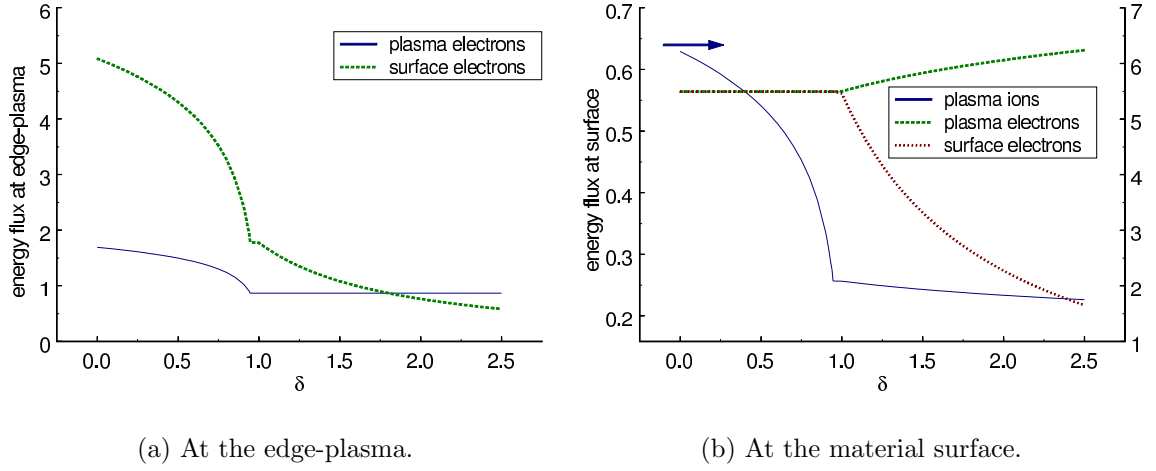 energy flux at edge-plasma
6
5
4
3
2
1
0
plasma electrons
surface electrons
0.0 0.5 1.0 1.5 2.0 2.5
δ
(a) At the edge-plasma.
energy flux at surface
0.7
0.6
0.5
0.4
0.3
0.2
plasma ions
plasma electrons
surface electrons
7
6
5
4
3
2
1
0.0 0.5 1.0 1.5 2.0 2.5
δ
(b) At the material surface.